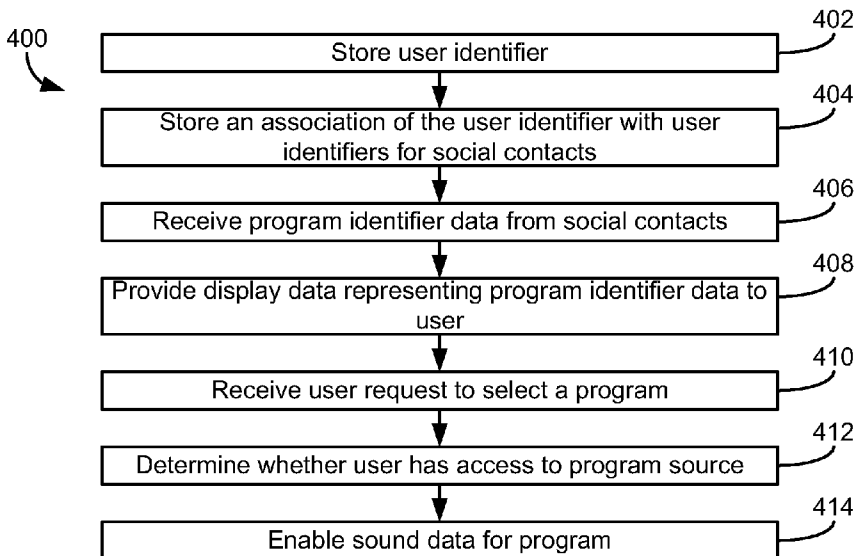 400
402
Store user identifier
404
Store an association of the user identifier with user
identifiers for social contacts
406
Receive program identifier data from social contacts
408
Provide display data representing program identifier data to
user
410
Receive user request to select a program
412
Determine whether user has access to program source
414
Enable sound data for program